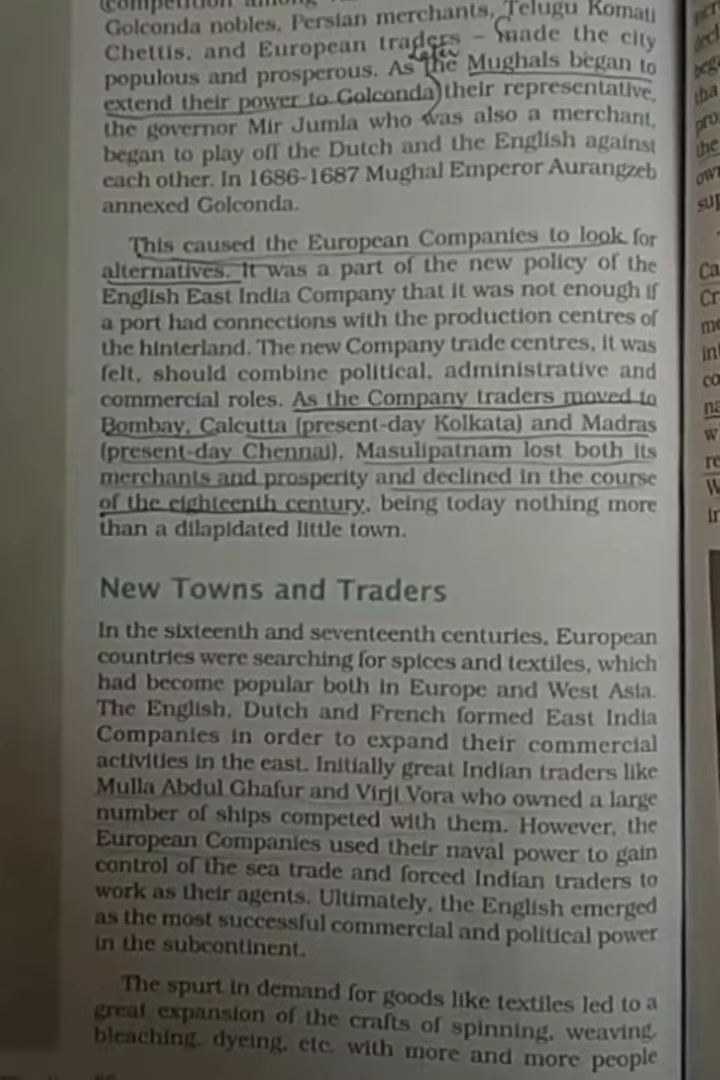 competition among
Golconda nobles, Persian merchants, Telugu Komati
Chettis, and European traders – made the city
later
populous and prosperous. As the Mughals began to
extend their power to Golconda their representative,
the governor Mir Jumla who was also a merchant,
began to play off the Dutch and the English against
each other. In 1686-1687 Mughal Emperor Aurangzeb
annexed Golconda.
This caused the European Companies to look for
alternatives. It was a part of the new policy of the
English East India Company that it was not enough if
a port had connections with the production centres of
the hinterland. The new Company trade centres, it was
felt, should combine political, administrative and
commercial roles. As the Company traders moved to
Bombay, Calcutta (present-day Kolkata) and Madras
(present-day Chennai), Masulipatnam lost both its
merchants and prosperity and declined in the course
of the eighteenth century, being today nothing more
than a dilapidated little town.
New Towns and Traders
In the sixteenth and seventeenth centuries, European
countries were searching for spices and textiles, which
had become popular both in Europe and West Asia.
The English, Dutch and French formed East India
Companies in order to expand their commercial
activities in the east. Initially great Indian traders like
Mulla Abdul Ghafur and Virji Vora who owned a large
number of ships competed with them. However, the
European Companies used their naval power to gain
control of the sea trade and forced Indian traders to
work as their agents. Ultimately, the English emerged
as the most successful commercial and political power
in the subcontinent.
The spurt in demand for goods like textiles led to a
great expansion of the crafts of spinning, weaving,
bleaching, dyeing, etc. with more and more people